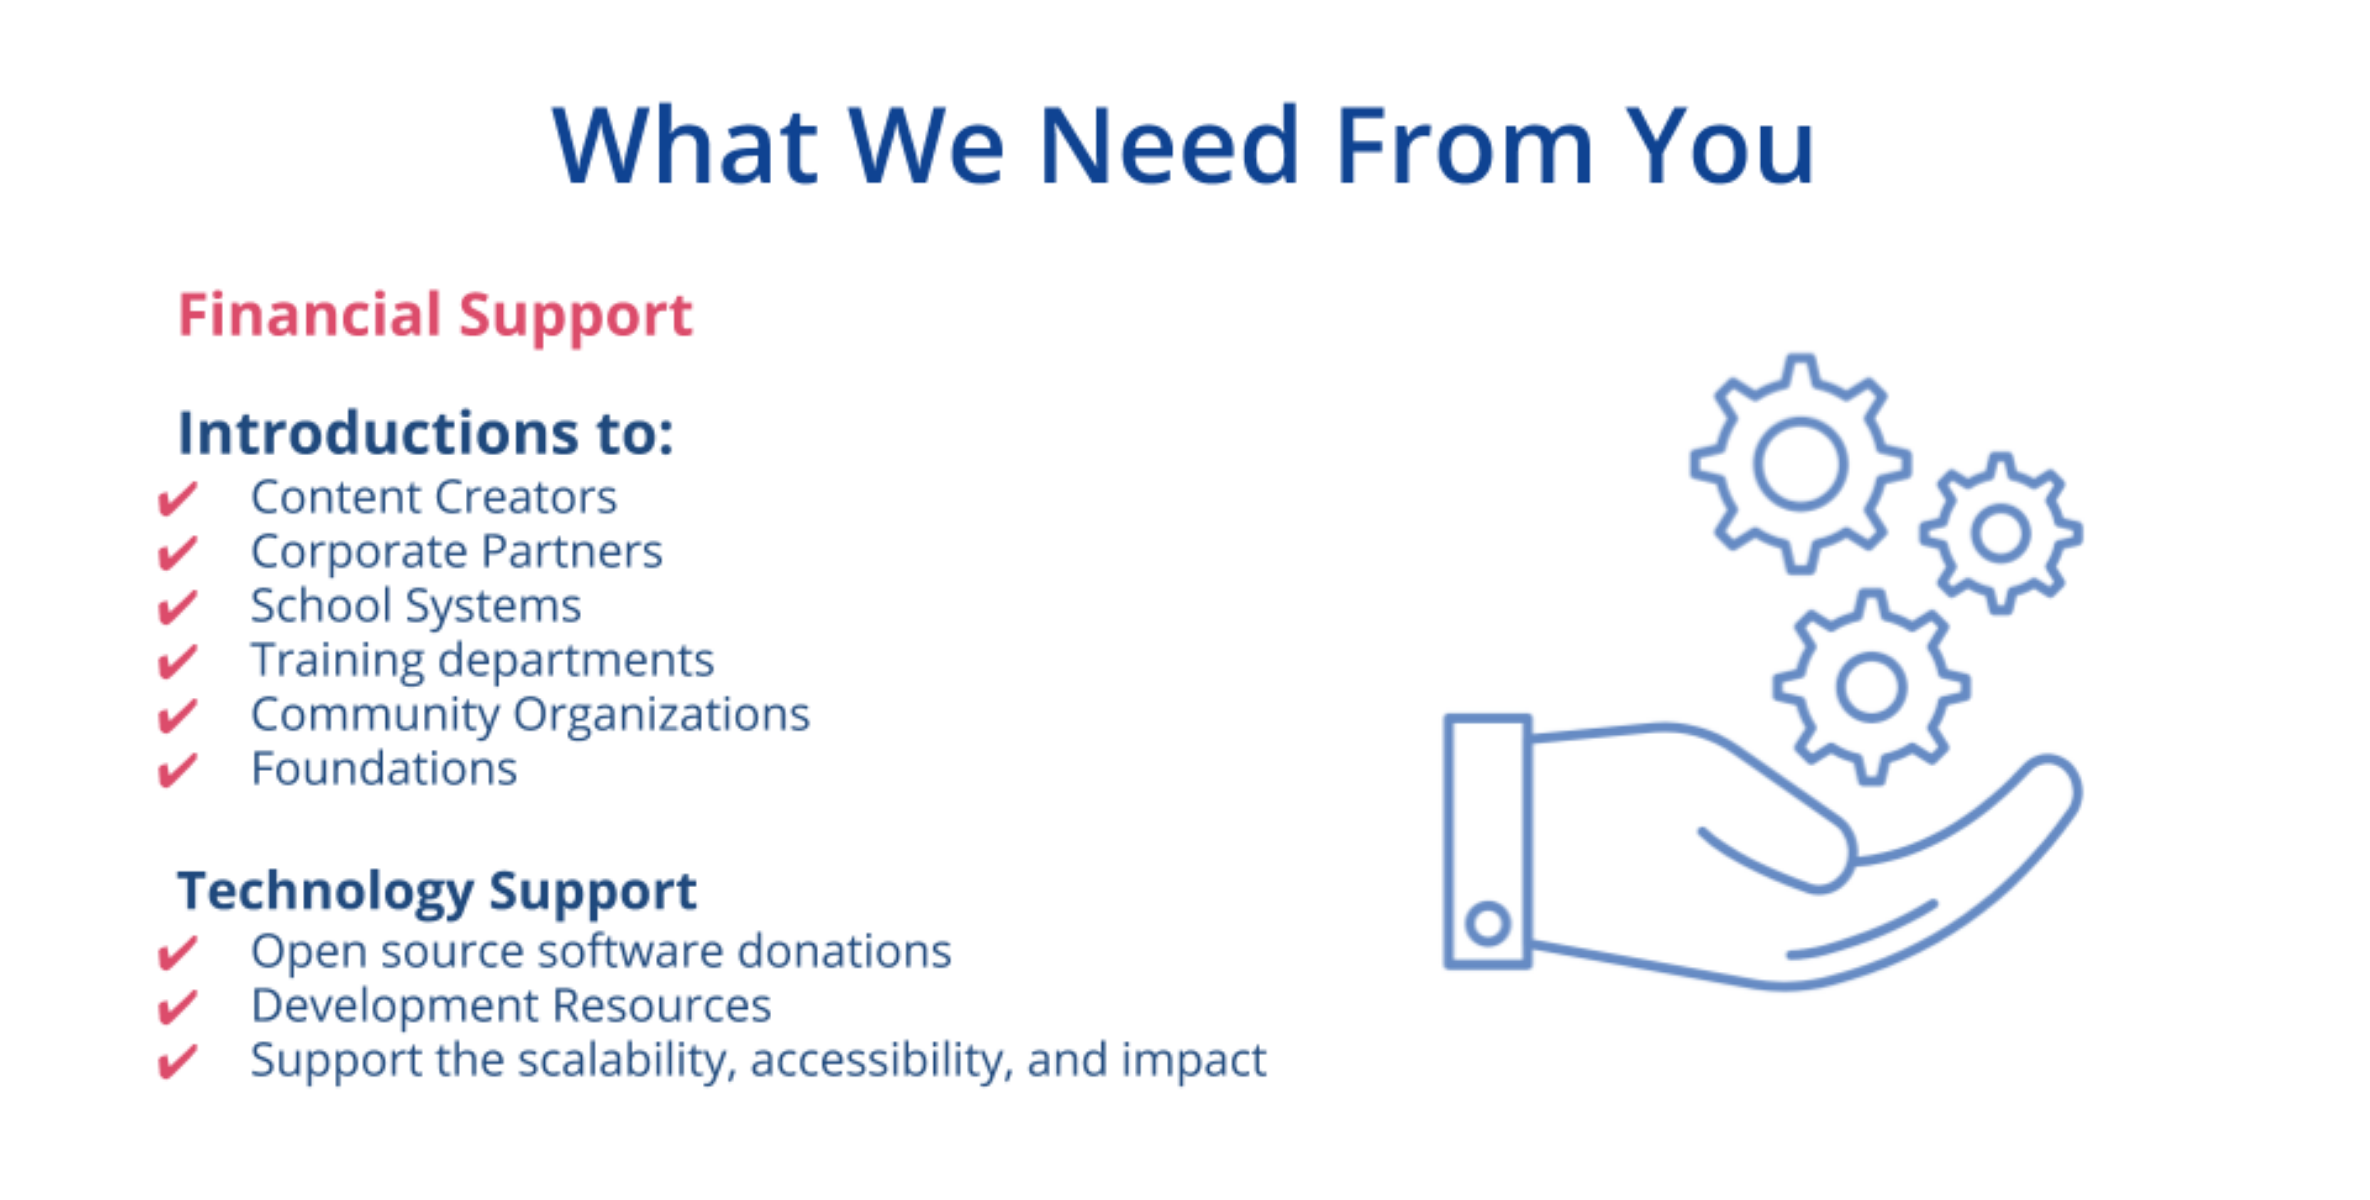 What We Need From You
Financial Support
Introductions to:
✔ Content Creators
✔ Corporate Partners
✔ School Systems
✔ Training departments
✔ Community Organizations
✔ Foundations
Technology Support
✔ Open source software donations
✔ Development Resources
✔ Support the scalability, accessibility, and impact